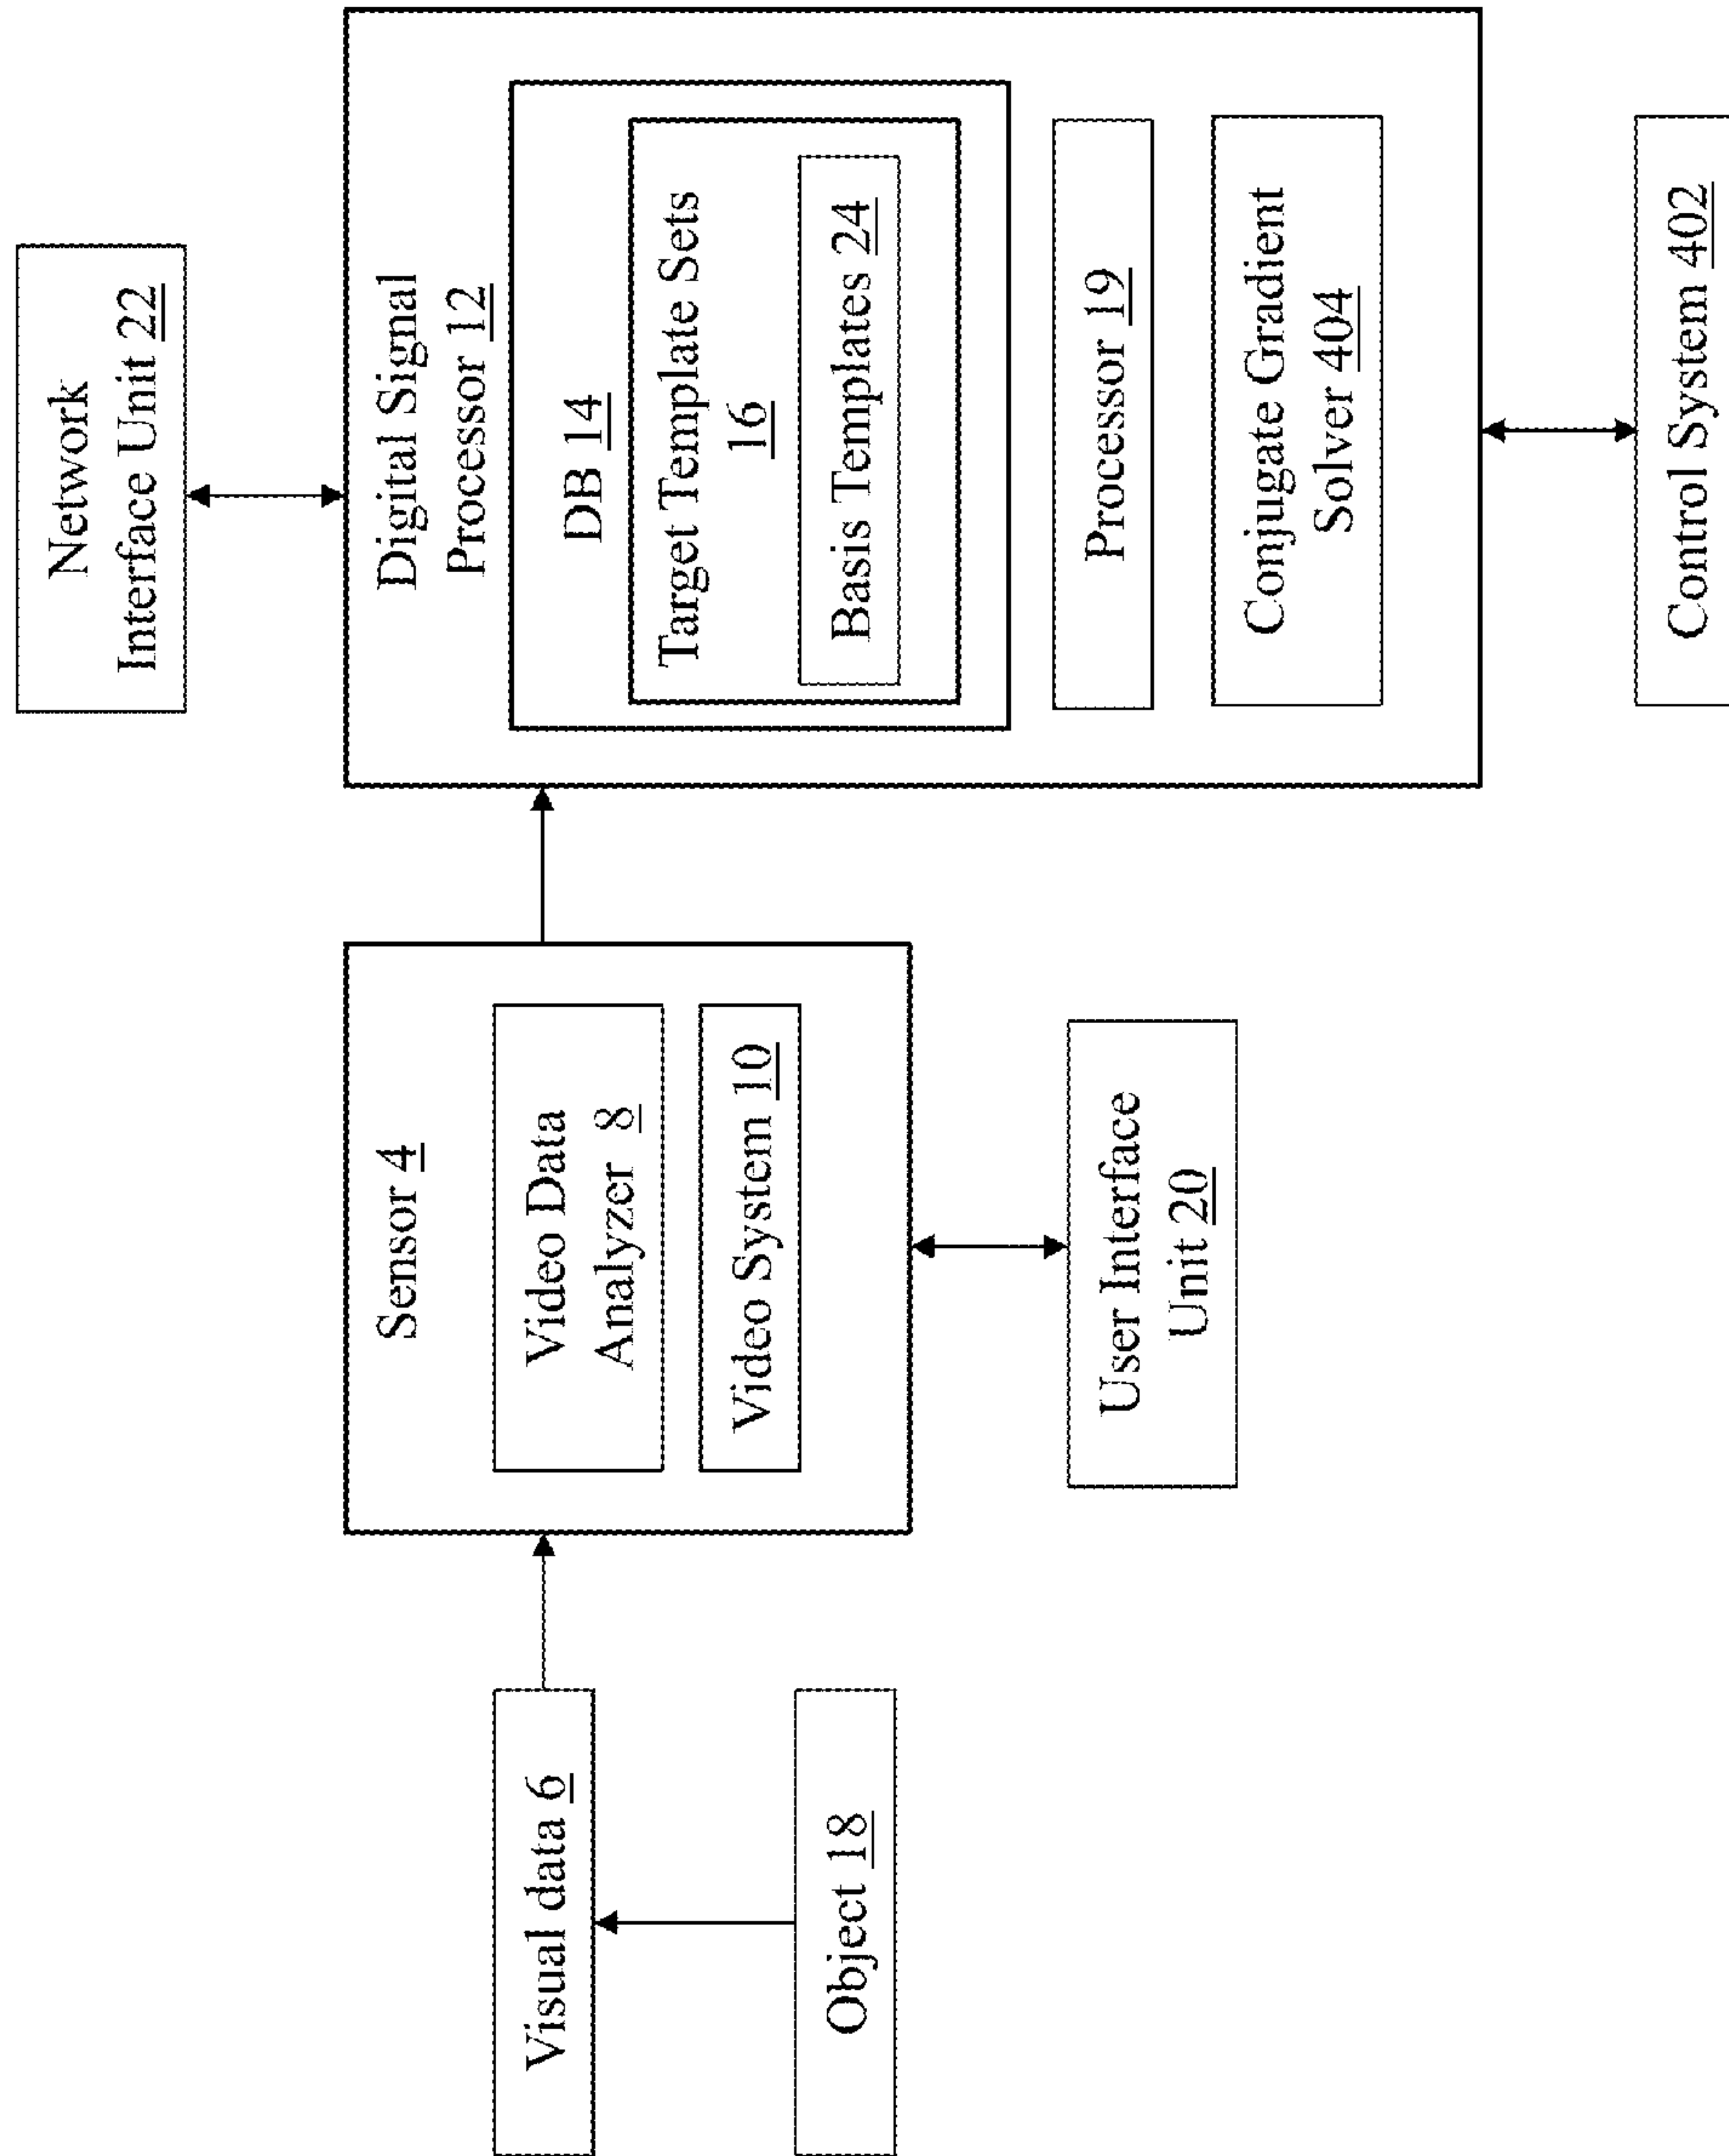 Network
Interface Unit 22
Visual data 6
Object 18
Sensor 4
Video Data
Analyzer 8
Video System 10
User Interface
Unit 20
Digital Signal
Processor 12
DB 14
Target Template Sets
16
Basis Templates 24
Processor 19
Conjugate Gradient
Solver 404
Control System 402